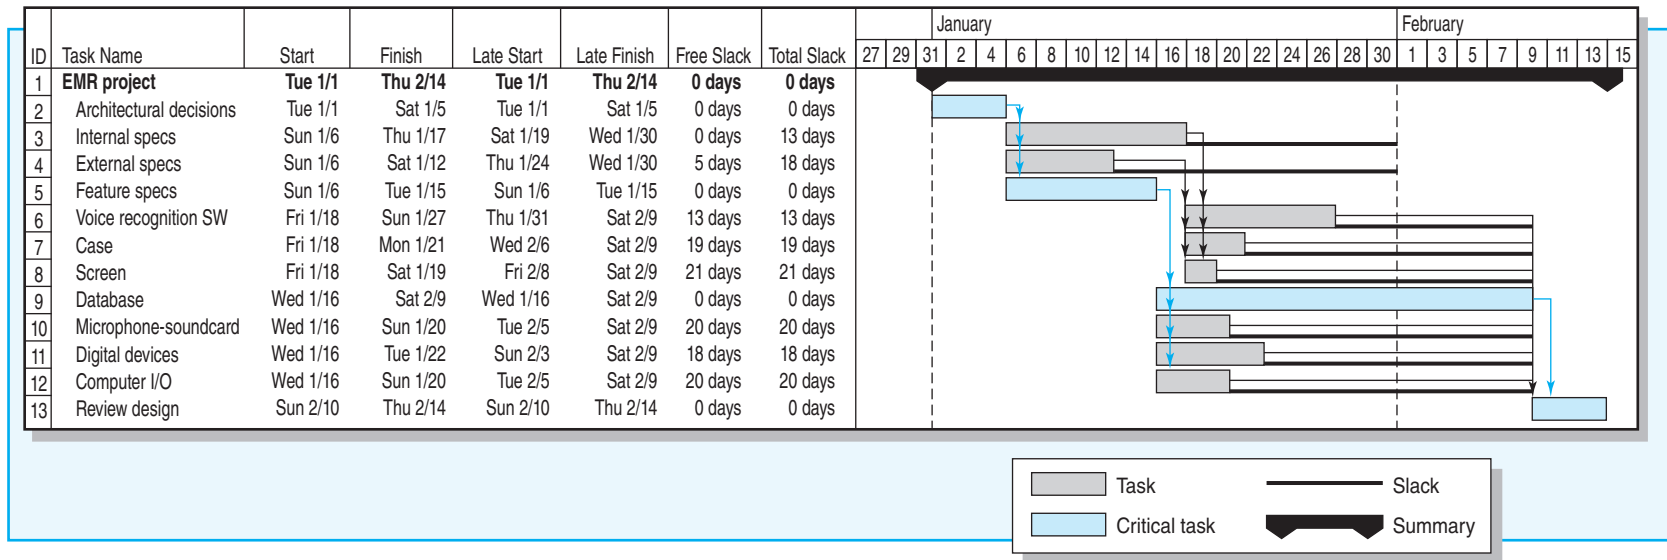 January February
ID Task Name Start Finish Late Start Late Finish Free Slack Total Slack 27 29 31 2 4 6 8 10 12 14 16 18 20 22 24 26 28 30 1 3 5 7 9 11 13 15
1 EMR project Tue 1/1 Thu 2/14 Tue 1/1 Thu 2/14 0 days 0 days
2 Architectural decisions Tue 1/1 Sat 1/5 Tue 1/1 Sat 1/5 0 days 0 days
3 Internal specs Sun 1/6 Thu 1/17 Sat 1/19 Wed 1/30 0 days 13 days
4 External specs Sun 1/6 Sat 1/12 Thu 1/24 Wed 1/30 5 days 18 days
5 Feature specs Sun 1/6 Tue 1/15 Sun 1/6 Tue 1/15 0 days 0 days
6 Voice recognition SW Fri 1/18 Sun 1/27 Thu 1/31 Sat 2/9 13 days 13 days
7 Case Fri 1/18 Mon 1/21 Wed 2/6 Sat 2/9 19 days 19 days
8 Screen Fri 1/18 Sat 1/19 Fri 2/8 Sat 2/9 21 days 21 days
9 Database Wed 1/16 Sat 2/9 Wed 1/16 Sat 2/9 0 days 0 days
10 Microphone-soundcard Wed 1/16 Sun 1/20 Tue 2/5 Sat 2/9 20 days 20 days
11 Digital devices Wed 1/16 Tue 1/22 Sun 2/3 Sat 2/9 18 days 18 days
12 Computer I/O Wed 1/16 Sun 1/20 Tue 2/5 Sat 2/9 20 days 20 days
13 Review design Sun 2/10 Thu 2/14 Sun 2/10 Thu 2/14 0 days 0 days
Task Slack
Critical task Summary